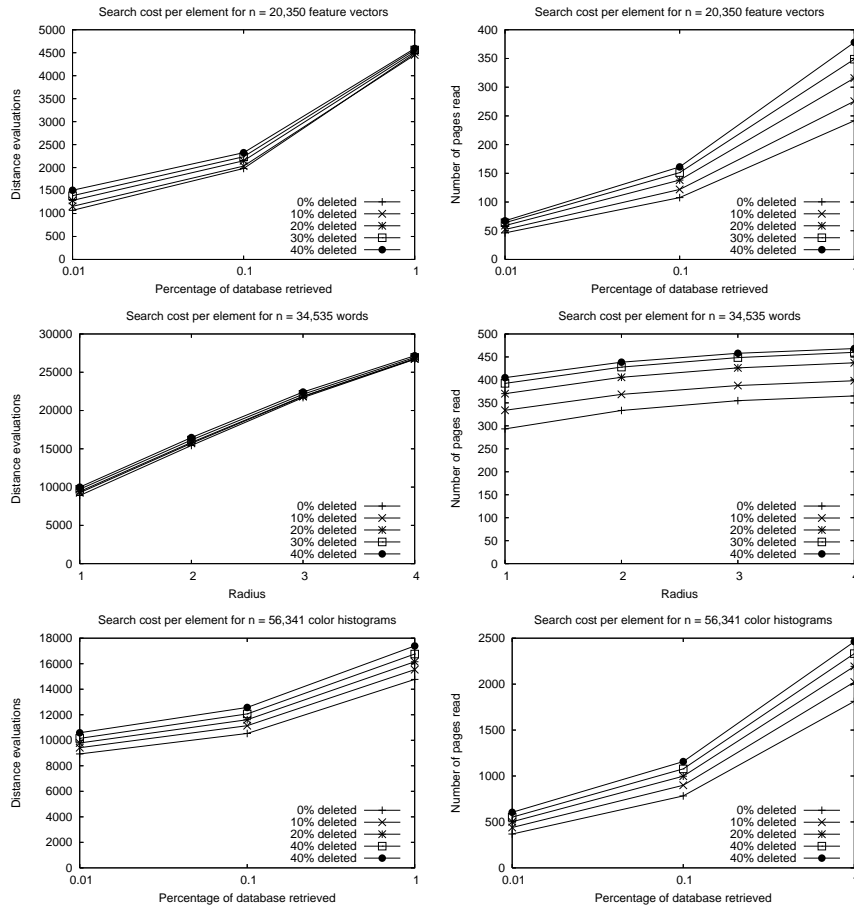 Search cost per element for n = 20,350 feature vectors
5000
4500
4000
3500
3000
2500
2000
1500
1000
500
0
0.01
0.1
1
Distance evaluations
Percentage of database retrieved
0% deleted
10% deleted
20% deleted
30% deleted
40% deleted
Search cost per element for n = 20,350 feature vectors
400
350
300
250
200
150
100
50
0
0.01
0.1
1
Number of pages read
Percentage of database retrieved
0% deleted
10% deleted
20% deleted
30% deleted
40% deleted
Search cost per element for n = 34,535 words
30000
25000
20000
15000
10000
5000
0
1
2
3
4
Distance evaluations
Radius
0% deleted
10% deleted
20% deleted
30% deleted
40% deleted
Search cost per element for n = 34,535 words
500
450
400
350
300
250
200
150
100
50
0
1
2
3
4
Number of pages read
Radius
0% deleted
10% deleted
20% deleted
30% deleted
40% deleted
Search cost per element for n = 56,341 color histograms
18000
16000
14000
12000
10000
8000
6000
4000
2000
0
0.01
0.1
1
Distance evaluations
Percentage of database retrieved
0% deleted
10% deleted
20% deleted
40% deleted
40% deleted
Search cost per element for n = 56,341 color histograms
2500
2000
1500
1000
500
0
0.01
0.1
1
Number of pages read
Percentage of database retrieved
0% deleted
10% deleted
20% deleted
40% deleted
40% deleted